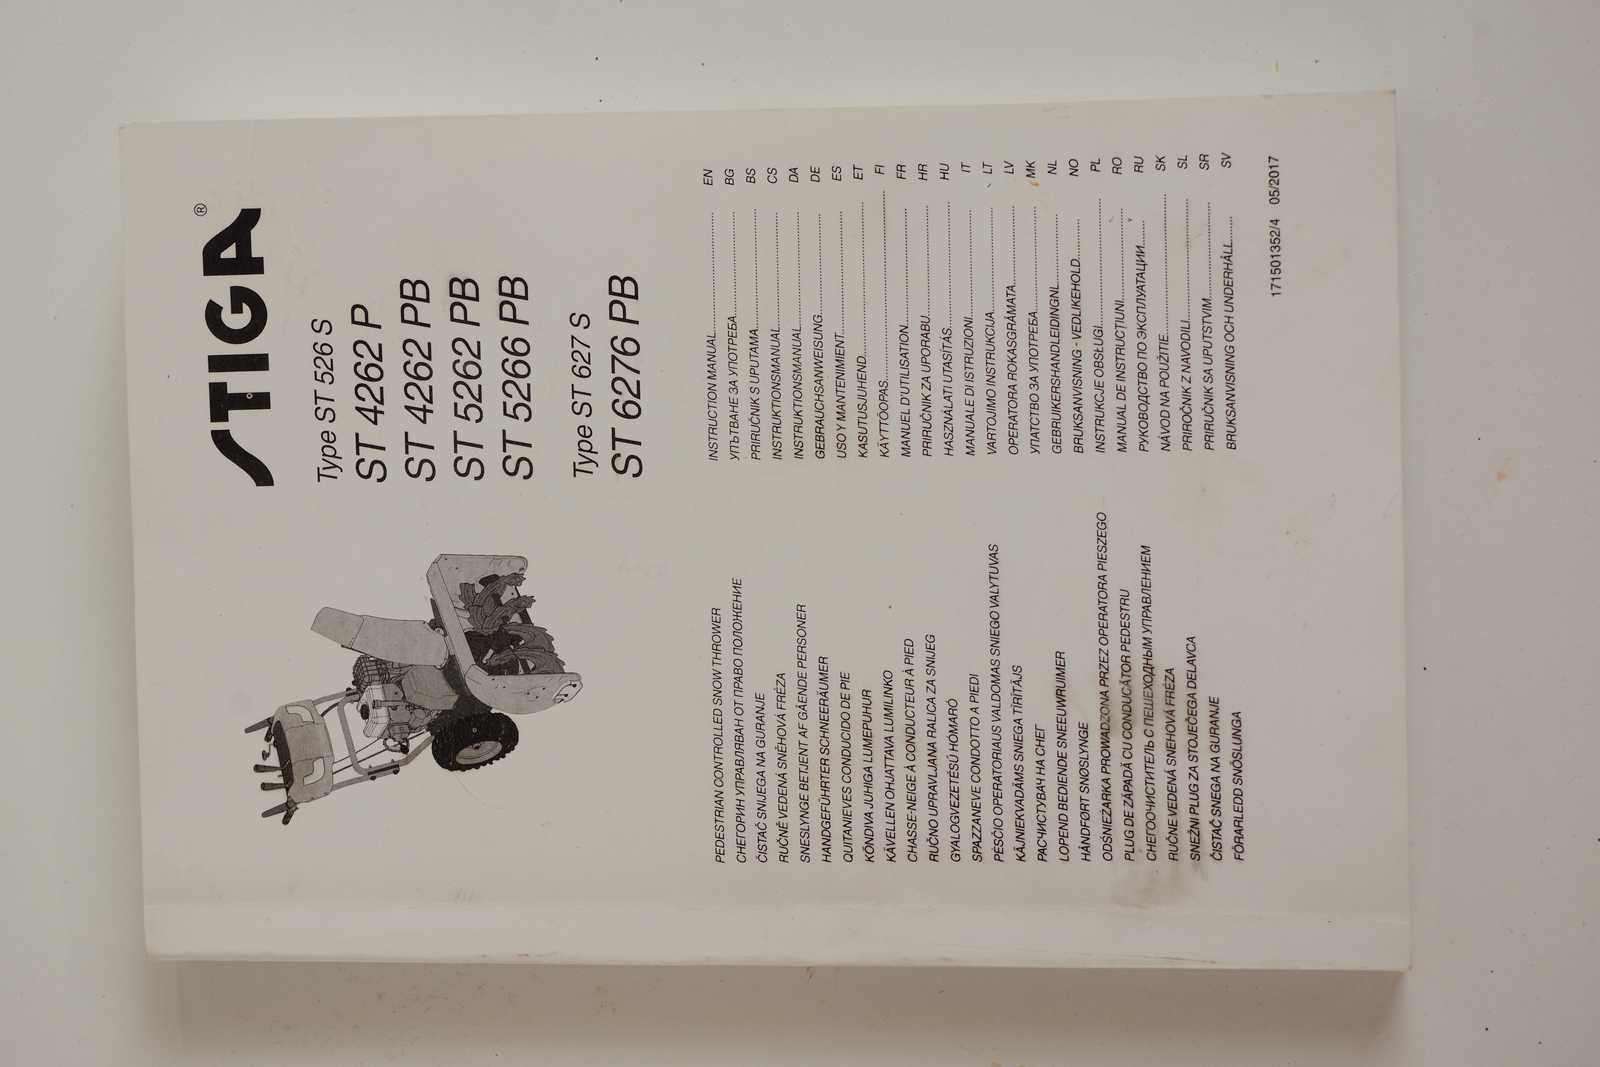 STIGA®
Type ST 526 S
ST 4262 P
ST 4262 PB
ST 5262 PB
ST 5266 PB
Type ST 627 S
ST 6276 PB
PEDESTRIAN CONTROLLED SNOW THROWER INSTRUCTION MANUAL EN
СНЕГОРИН УПРАВЛЯВАН ОТ ПРАВО ПОЛОЖЕНИЕ УПЪТВАНЕ ЗА УПОТРЕБА BG
ČISTAČ SNIJEGA NA GURANJE PRIRUČNIK S UPUTAMA BS
RUČNĚ VEDENÁ SNĚHOVÁ FRÉZA INSTRUKTIONSMANUAL CS
SNESLYNGE BETJENT AF GÅENDE PERSONER INSTRUKTIONSMANUAL DA
HANDGEFÜHRTER SCHNEERÄUMER GEBRAUCHSANWEISUNG DE
QUITANIEVES CONDUCIDO DE PIE USO Y MANTENIMIENT ES
KÕNDIVA JUHIGA LUMEPUHUR KASUTUSJUHEND ET
KÄVELLEN OHJATTAVA LUMILINKO KÄYTTÖOPAS FI
CHASSE-NEIGE À CONDUCTEUR À PIED MANUEL D'UTILISATION FR
RUČNO UPRAVLJANA RALICA ZA SNIJEG PRIRUČNIK ZA UPORABU HR
GYALOGVEZETÉSŰ HÓMARÓ HASZNÁLATI UTASÍTÁS HU
SPAZZANEVE CONDOTTO A PIEDI MANUALE DI ISTRUZIONI IT
PĖSČIO OPERATORIAUS VALDOMAS SNIEGO VALYTUVAS VARTOJIMO INSTRUKCIJA LT
KĀJNIEKVADĀMS SNIEGA TĪRĪTĀJS OPERATORA ROKASGRĀMATA LV
РАСЧИСТУВАЧ НА СНЕГ УПАТСТВО ЗА УПОТРЕБА MK
LOPEND BEDIENDE SNEEUWRUIMER GEBRUIKERSHANDLEIDINGNL NL
HÅNDFØRT SNØSLYNGE BRUKSANVISNING - VEDLIKEHOLD NO
ODŚNIEŻARKA PROWADZONA PRZEZ OPERATORA PIESZEGO INSTRUKCJE OBSŁUGI PL
PLUG DE ZĂPADĂ CU CONDUCĂTOR PEDESTRU MANUAL DE INSTRUCŢIUNI RO
СНЕГООЧИСТИТЕЛЬ С ПЕШЕХОДНЫМ УПРАВЛЕНИЕМ РУКОВОДСТВО ПО ЭКСПЛУАТАЦИИ RU
RUČNE VEDENÁ SNEHOVÁ FRÉZA NÁVOD NA POUŽITIE SK
SNEŽNI PLUG ZA STOJEČEGA DELAVCA PRIROČNIK Z NAVODILI SL
ČISTAČ SNEGA NA GURANJE PRIRUČNIK SA UPUTSTVIM SR
FÖRARLEDD SNÖSLUNGA BRUKSANVISNING OCH UNDERHÅLL SV
171501352/4 05/2017